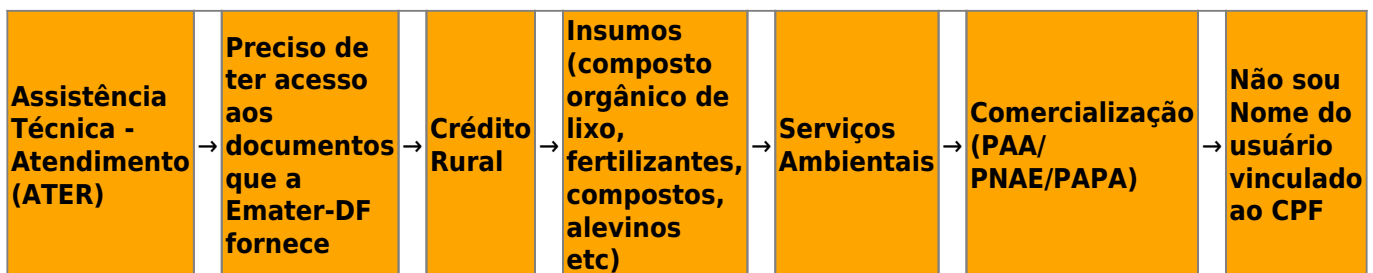 Assistência
Técnica -
Atendimento
(ATER)
→
Preciso de
ter acesso
aos
documentos
que a
Emater-DF
fornece
→
Crédito
Rural
→
Insumos
(composto
orgânico de
lixo,
fertilizantes,
compostos,
alevinos
etc)
→
Serviços
Ambientais
→
Comercialização
(PAA/
PNAE/PAPA)
→
Não sou
Nome do
usuário
vinculado
ao CPF